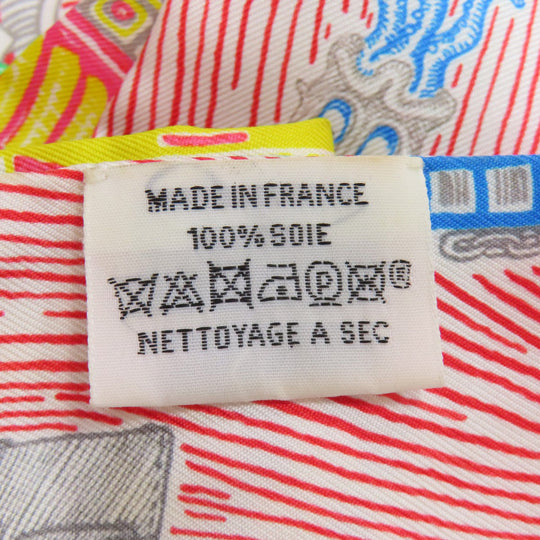 MADE IN FRANCE
100% SOIE
®
NETTOYAGE A SEC